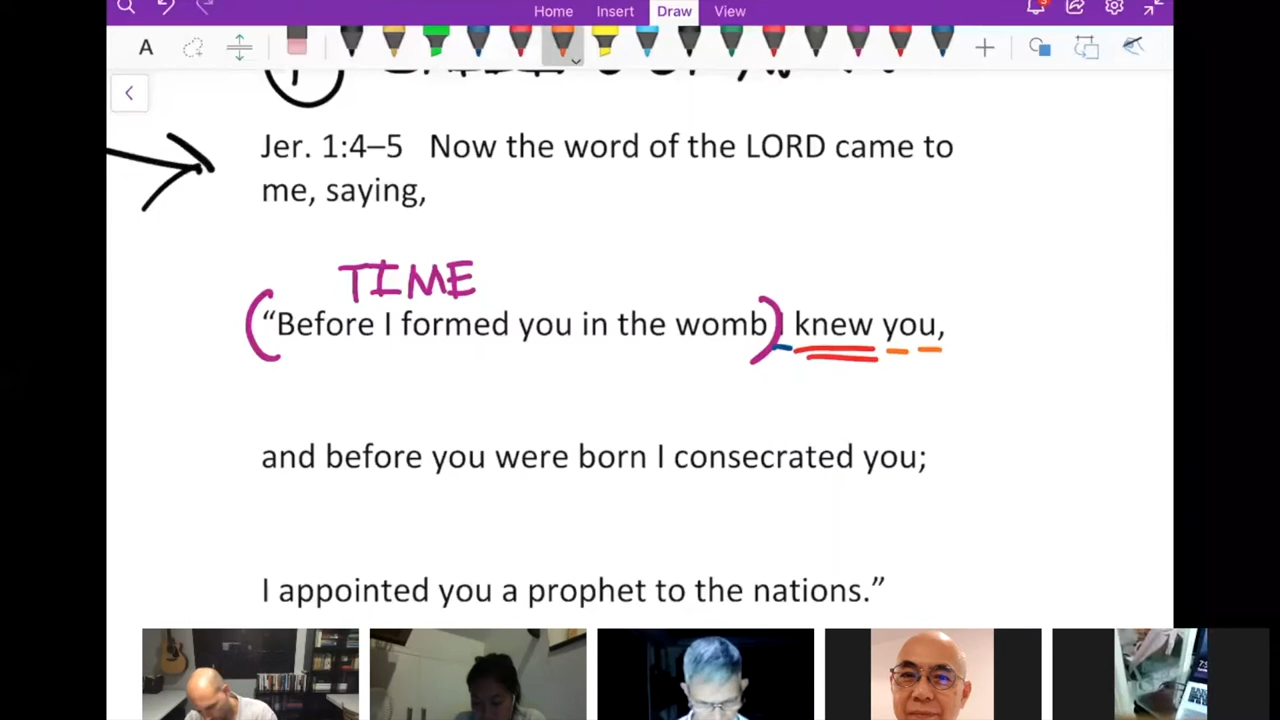 Home Insert Draw View
A
Jer. 1:4–5 Now the word of the LORD came to
me, saying,
TIME
(“Before I formed you in the womb) I knew you,
and before you were born I consecrated you;
I appointed you a prophet to the nations.”